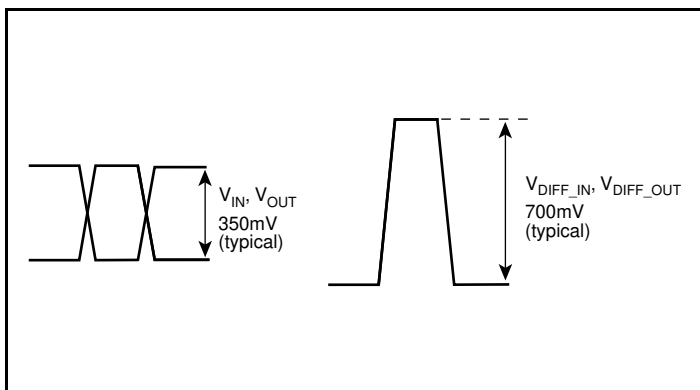 V_IN, V_OUT
350mV
(typical)
V_DIFF_IN, V_DIFF_OUT
700mV
(typical)